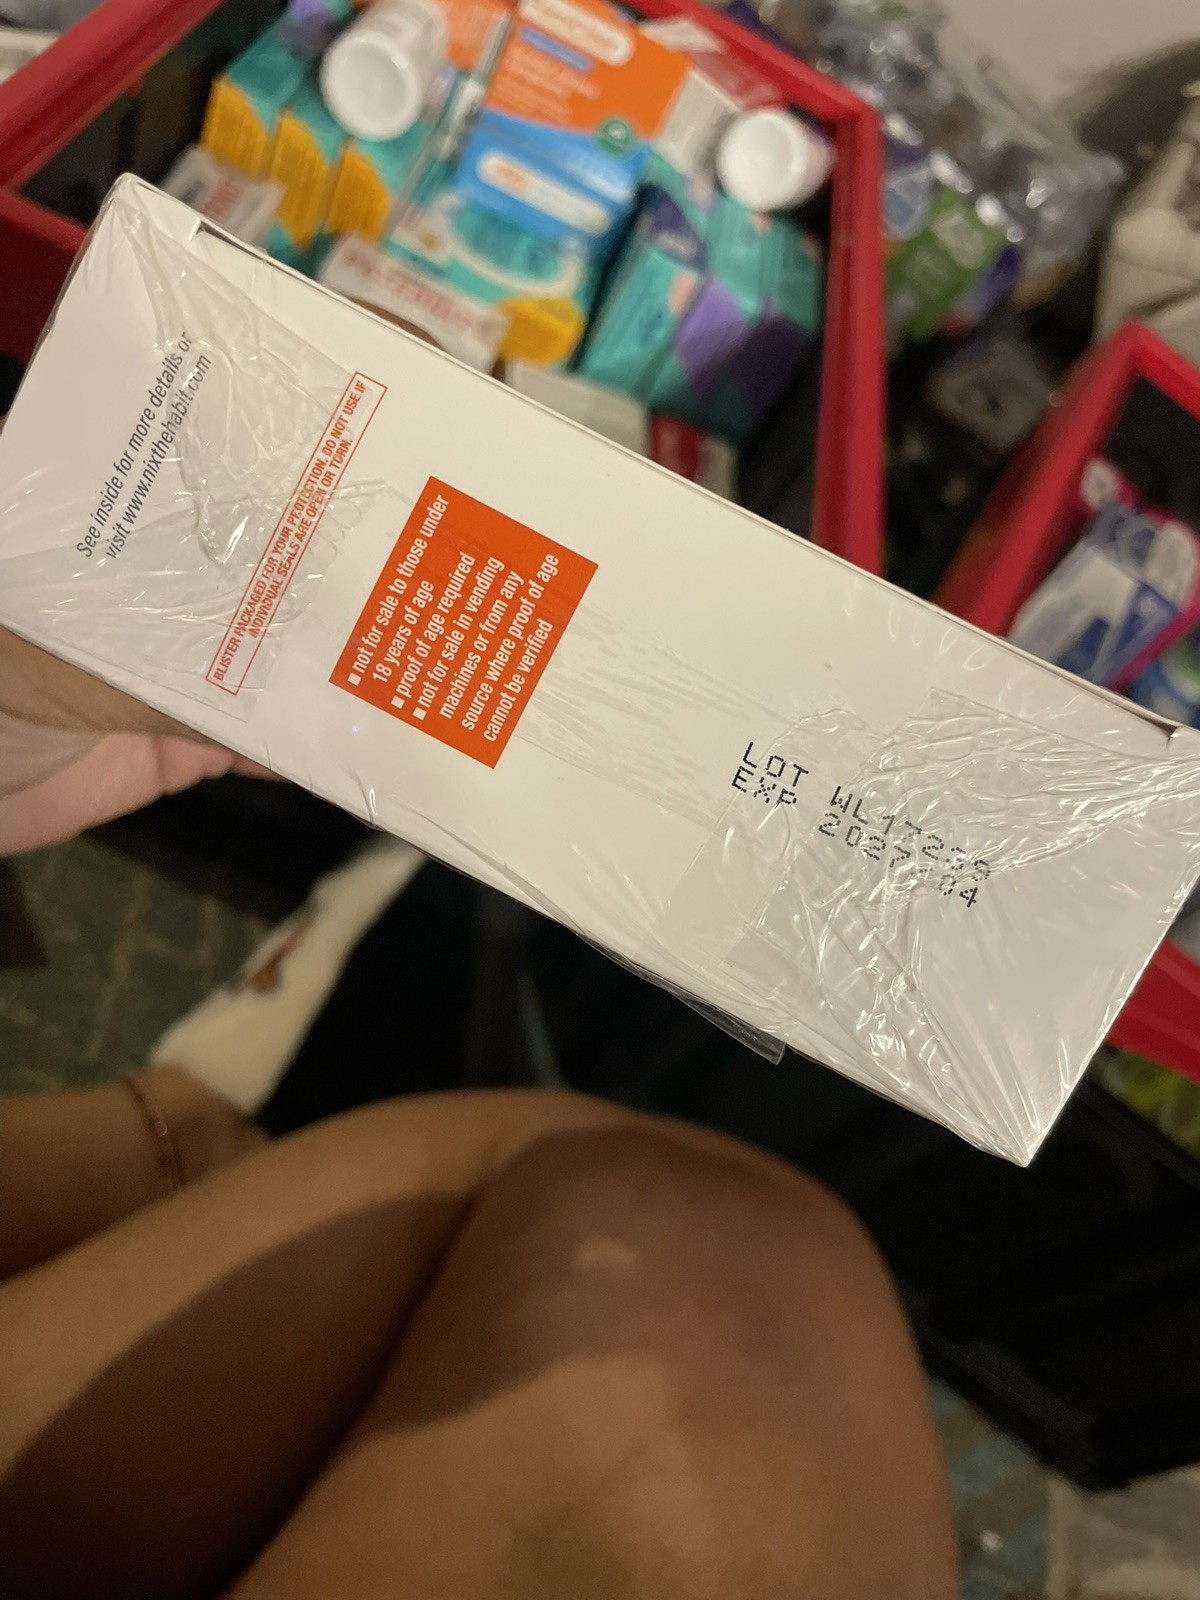 See inside for more details or
visit www.nixthehabit.com
BLISTER PACKAGED FOR YOUR PROTECTION. DO NOT USE IF
INDIVIDUAL SEALS ARE OPEN OR TORN.
■ not for sale to those under
18 years of age
■ proof of age required
■ not for sale in vending
machines or from any
source where proof of age
cannot be verified
LOT WL17239
EXP 2027/04